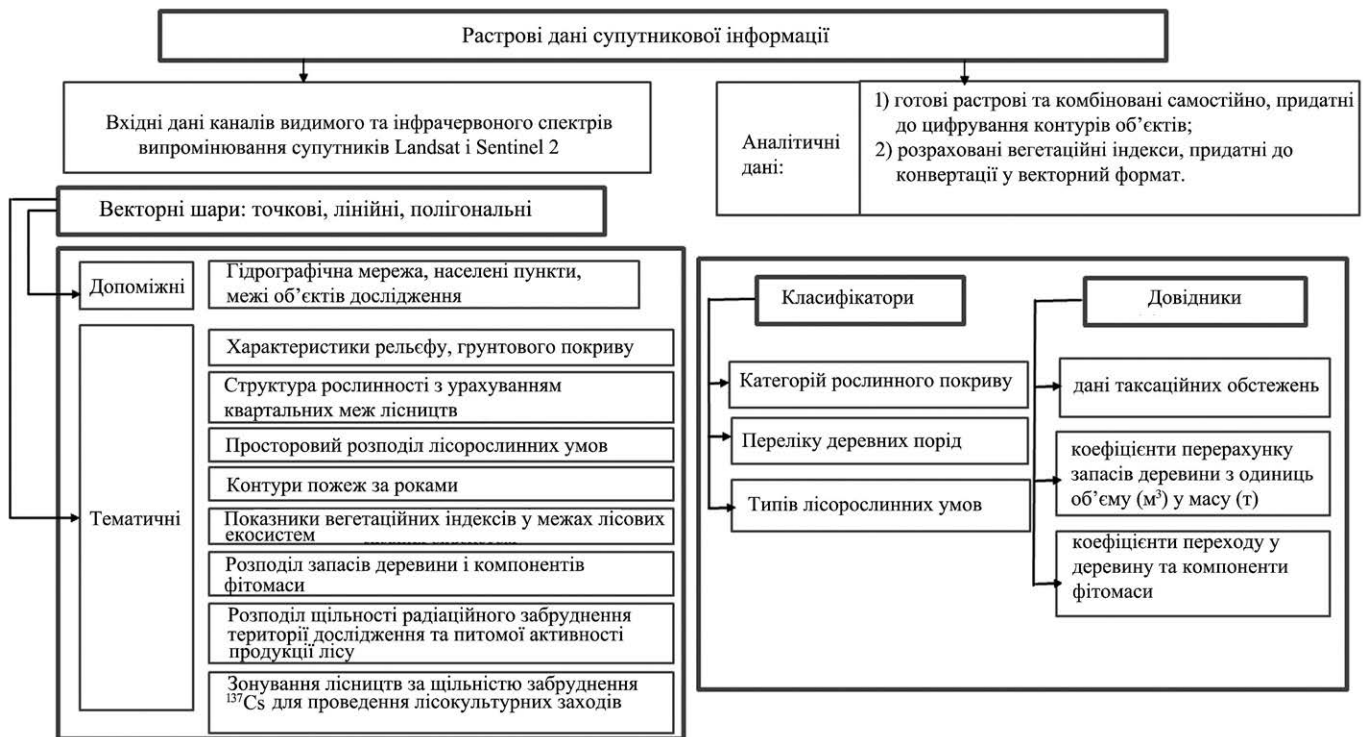 Растрові дані супутникової інформації
Вхідні дані каналів видимого та інфрачервоного спектрів
випромінювання супутників Landsat і Sentinel 2
Аналітичні
дані:
1) готові растрові та комбіновані самостійно, придатні
до цифрування контурів об’єктів;
2) розраховані вегетаційні індекси, придатні до
конвертації у векторний формат.
Векторні шари: точкові, лінійні, полігональні
Допоміжні
Гідрографічна мережа, населені пункти,
межі об’єктів дослідження
Тематичні
Характеристики рельєфу, грунтового покриву
Структура рослинності з урахуванням
квартальних меж лісництв
Просторовий розподіл лісорослинних умов
Контури пожеж за роками
Показники вегетаційних індексів у межах лісових
екосистем
Розподіл запасів деревини і компонентів
фітомаси
Розподіл щільності радіаційного забруднення
території дослідження та питомої активності
продукції лісу
Зонування лісництв за щільністю забруднення
¹³⁷Cs для проведення лісокультурних заходів
Класифікатори
Категорій рослинного покриву
Переліку деревних порід
Типів лісорослинних умов
Довідники
дані таксаційних обстежень
коефіцієнти перерахунку
запасів деревини з одиниць
об’єму (м³) у масу (т)
коефіцієнти переходу у
деревину та компоненти
фітомаси